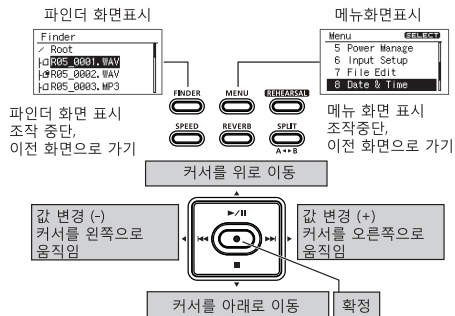 파인더 화면표시
메뉴화면표시
Finder
Root
R05_0001.WAV
R05_0002.WAV
R05_0003.MP3
Menu SELECT
5 Power Manage
6 Input Setup
7 File Edit
8 Date & Time
FINDER MENU REHEARSAL
SPEED REVERB SPLIT
A◄►B
파인더 화면 표시
조작 중단,
이전 화면으로 가기
메뉴 화면 표시
조작중단,
이전 화면으로 가기
커서를 위로 이동
값 변경 (-)
커서를 왼쪽으로
움직임
값 변경 (+)
커서를 오른쪽으로
움직임
커서를 아래로 이동
확정